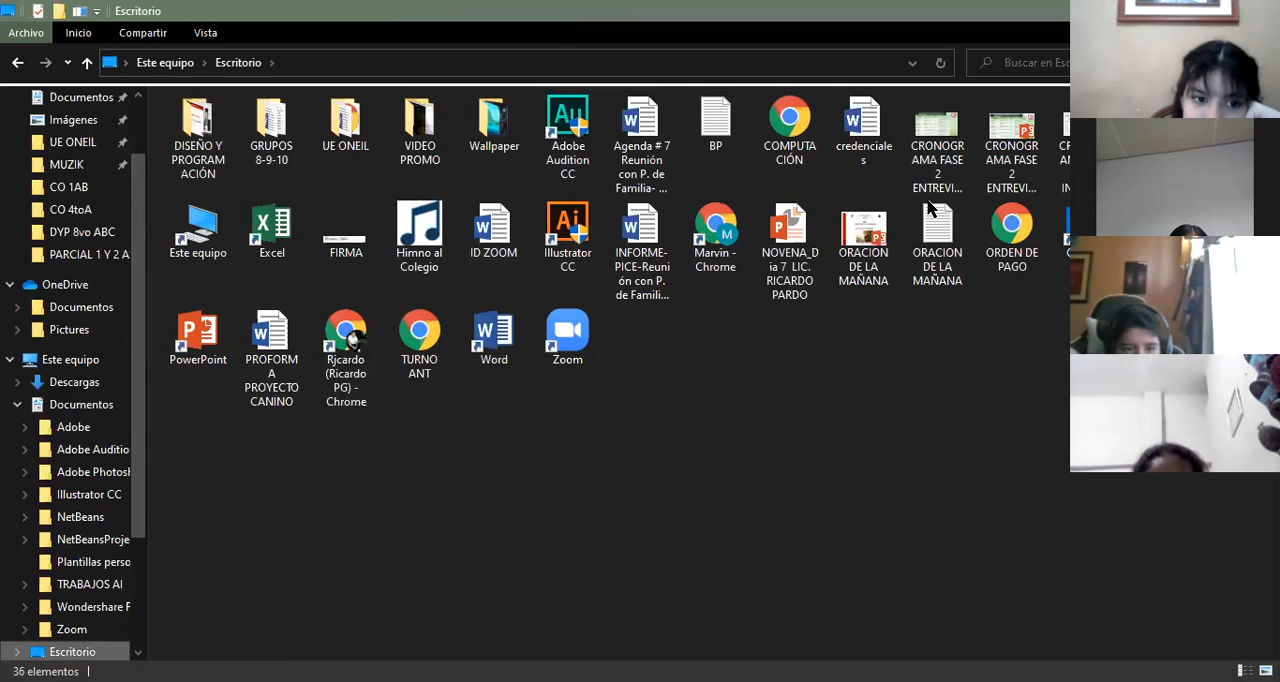 Escritorio
Archivo
Inicio
Compartir
Vista
Este equipo
Escritorio
Buscar en Esc
Documentos
Imágenes
UE ONEIL
MUZIK
CO 1AB
CO 4toA
DYP 8vo ABC
PARCIAL 1 Y 2 A
OneDrive
Documentos
Pictures
Este equipo
Descargas
Documentos
Adobe
Adobe Auditio
Adobe Photosh
Illustrator CC
NetBeans
NetBeansProje
Plantillas perso
TRABAJOS AI
Wondershare F
Zoom
Escritorio
36 elementos
DISEÑO Y
PROGRAM
ACIÓN
GRUPOS
8-9-10
UE ONEIL
VIDEO
PROMO
Wallpaper
Au
Adobe
Audition
CC
Agenda # 7
Reunión
con P. de
Familia- ...
BP
COMPUTA
CIÓN
credenciale
s
CRONOGR
AMA FASE
2
ENTREVI...
CRONOGR
AMA FASE
2
ENTREVI...
Este equipo
Excel
FIRMA
Himno al
Colegio
ID ZOOM
Ai
Illustrator
CC
INFORME-
PICE-Reuni
ón con P.
de Famili...
M
Marvin -
Chrome
NOVENA_D
ia 7 LIC.
RICARDO
PARDO
ORACION
DE LA
MAÑANA
ORACION
DE LA
MAÑANA
ORDEN DE
PAGO
PowerPoint
PROFORM
A
PROYECTO
CANINO
Ricardo
(Ricardo
PG) -
Chrome
TURNO
ANT
Word
Zoom